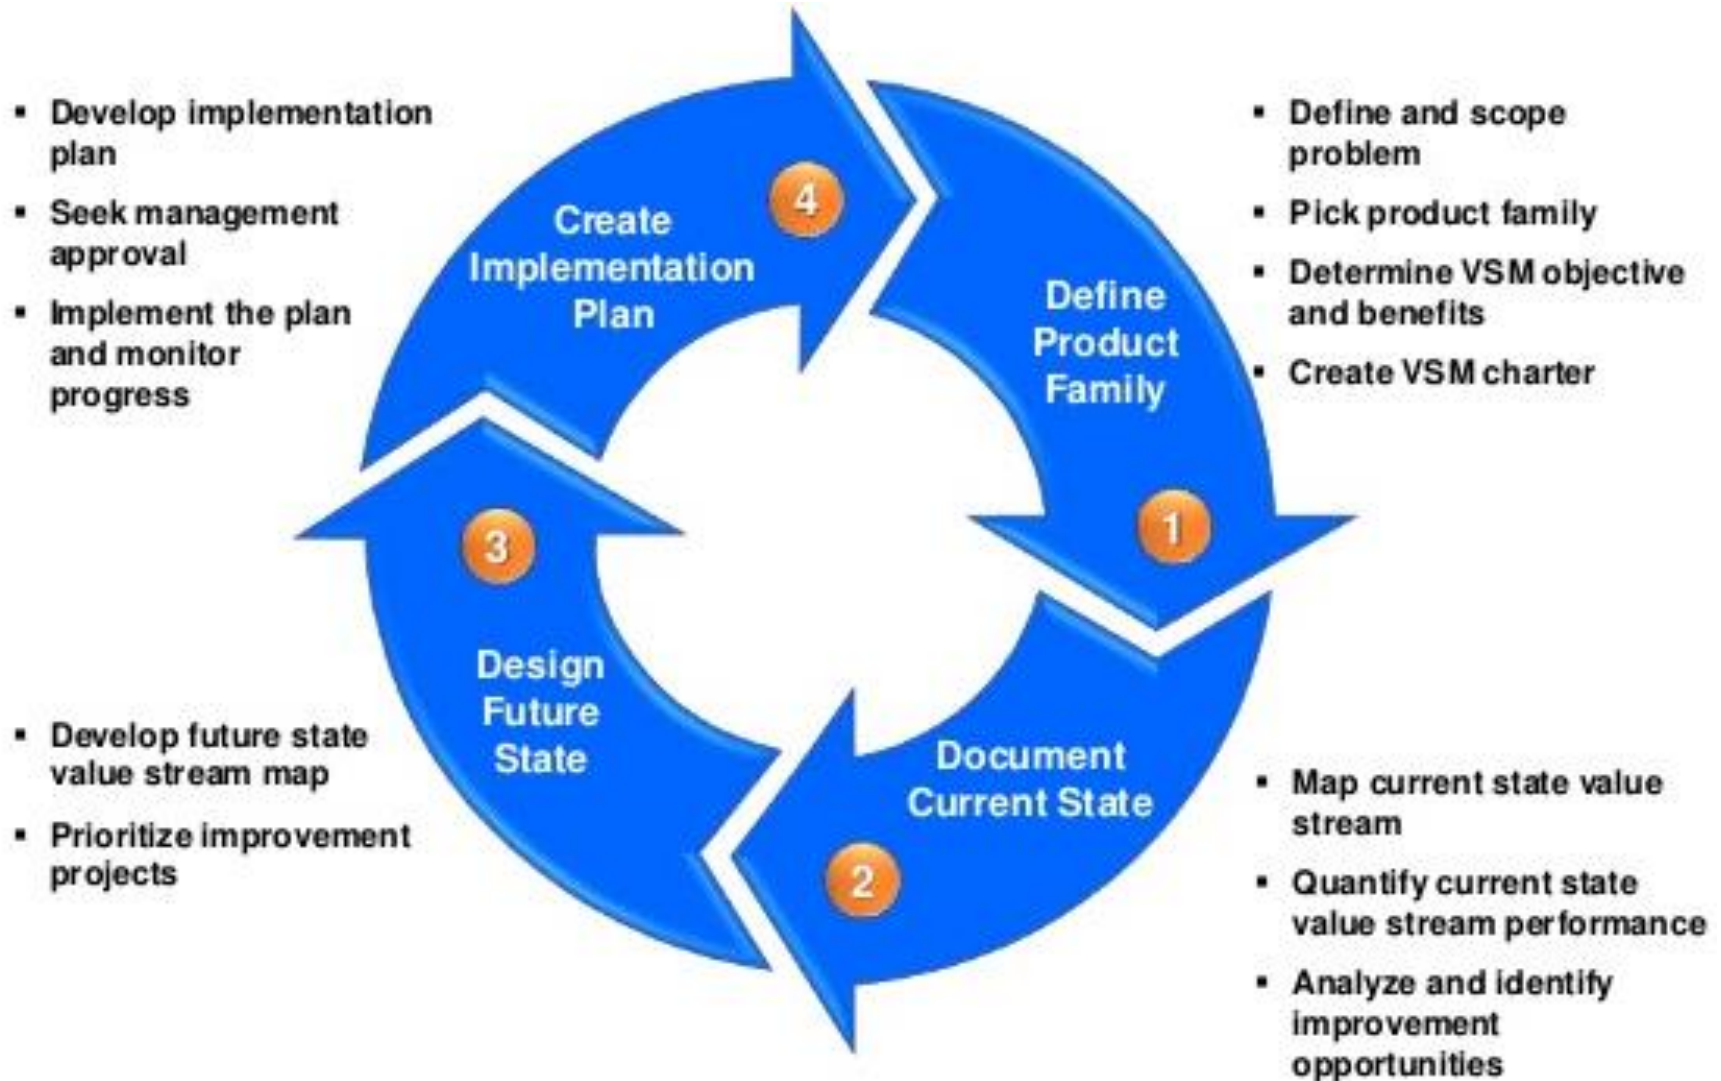 ▪ Develop implementation
plan
▪ Seek management
approval
▪ Implement the plan
and monitor
progress
4
Create
Implementation
Plan
Define
Product
Family
1
▪ Define and scope
problem
▪ Pick product family
▪ Determine VSM objective
and benefits
▪ Create VSM charter
3
Design
Future
State
▪ Develop future state
value stream map
▪ Prioritize improvement
projects
Document
Current State
2
▪ Map current state value
stream
▪ Quantify current state
value stream performance
▪ Analyze and identify
improvement
opportunities